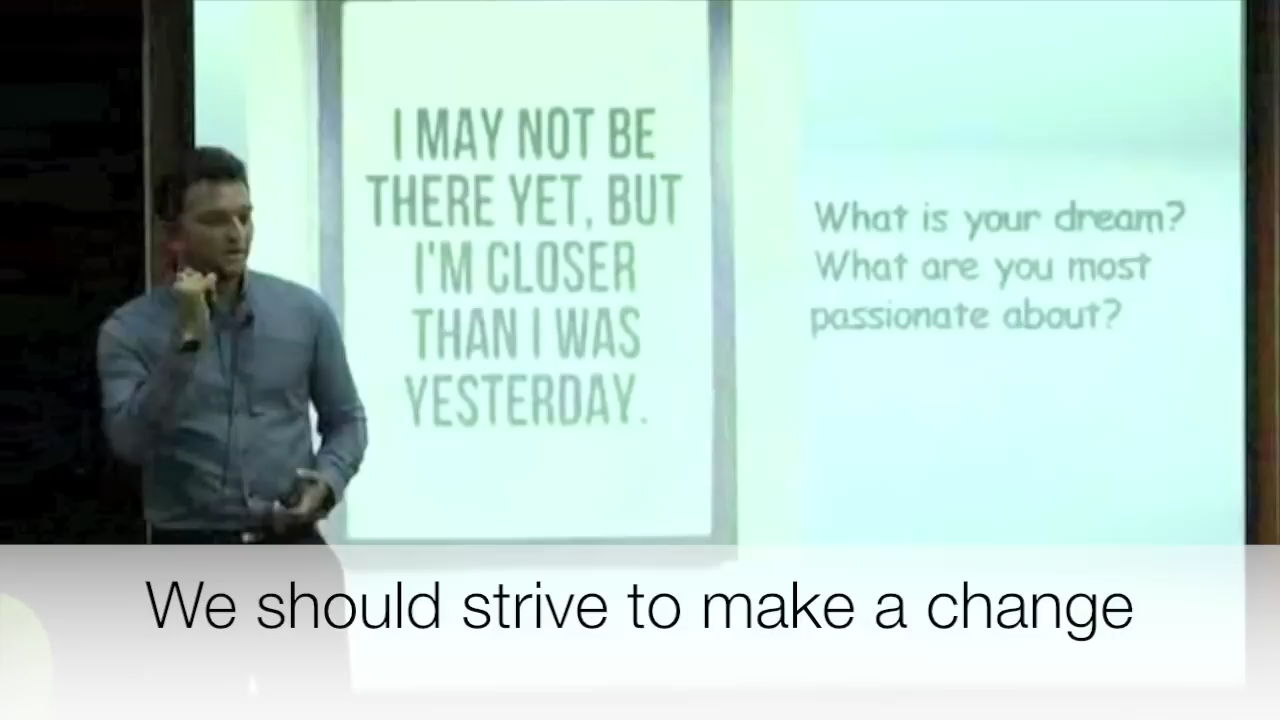 I MAY NOT BE
THERE YET, BUT
I'M CLOSER
THAN I WAS
YESTERDAY.
What is your dream?
What are you most
passionate about?
We should strive to make a change